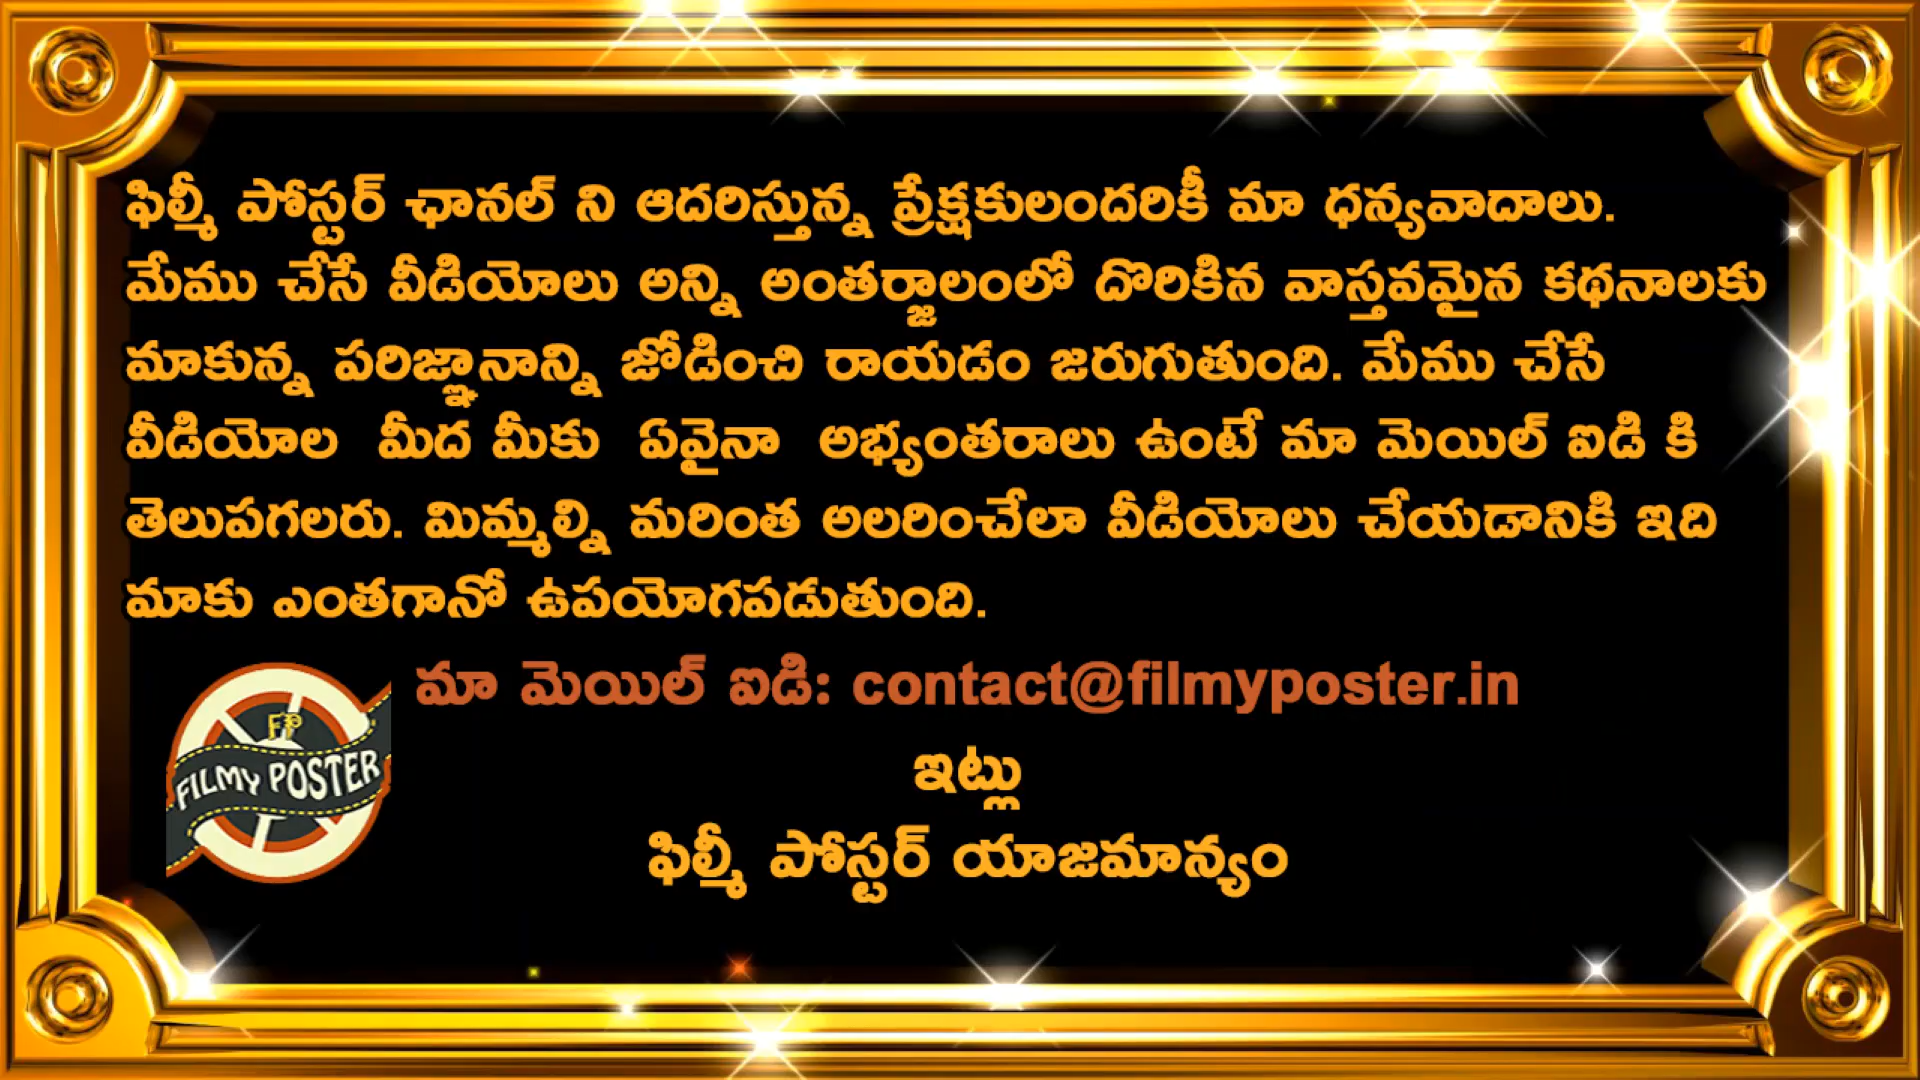 ఫిల్మీ పోస్టర్ ఛానల్ ని ఆదరిస్తున్న ప్రేక్షకులందరికీ మా ధన్యవాదాలు.
మేము చేసే వీడియోలు అన్ని అంతర్జాలంలో దొరికిన వాస్తవమైన కథనాలకు
మాకున్న పరిజ్ఞానాన్ని జోడించి రాయడం జరుగుతుంది. మేము చేసే
వీడియోల మీద మీకు ఏవైనా అభ్యంతరాలు ఉంటే మా మెయిల్ ఐడి కి
తెలుపగలరు. మిమ్మల్ని మరింత అలరించేలా వీడియోలు చేయడానికి ఇది
మాకు ఎంతగానో ఉపయోగపడుతుంది.
మా మెయిల్ ఐడి: contact@filmyposter.in
FP
FILMY POSTER
ఇట్లు
ఫిల్మీ పోస్టర్ యాజమాన్యం